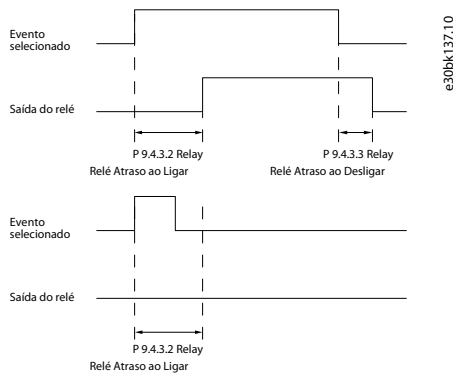 Evento
selecionado
Saída do relé
P 9.4.3.2 Relay
Relé Atraso ao Ligar
P 9.4.3.3 Relay
Relé Atraso ao Desligar
e30bk137.10
Evento
selecionado
Saída do relé
P 9.4.3.2 Relay
Relé Atraso ao Ligar